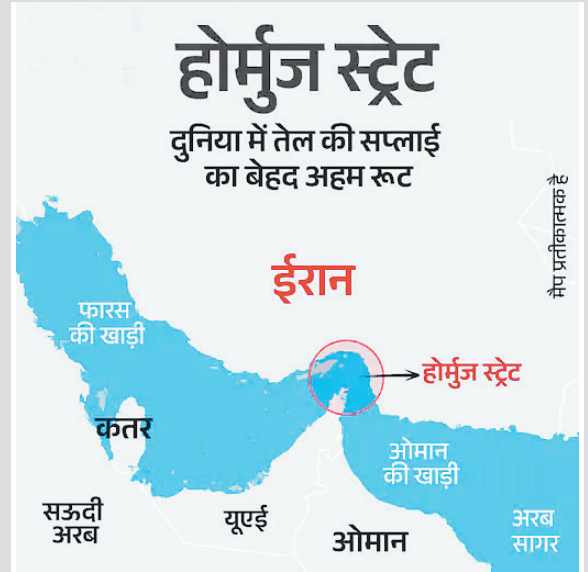 होर्मुज स्ट्रेट
दुनिया में तेल की सप्लाई
का बेहद अहम रूट
मैप प्रतीकात्मक है
ईरान
फारस
की खाड़ी
होर्मुज स्ट्रेट
कतर
ओमान
की खाड़ी
सऊदी
अरब
यूएई
ओमान
अरब
सागर